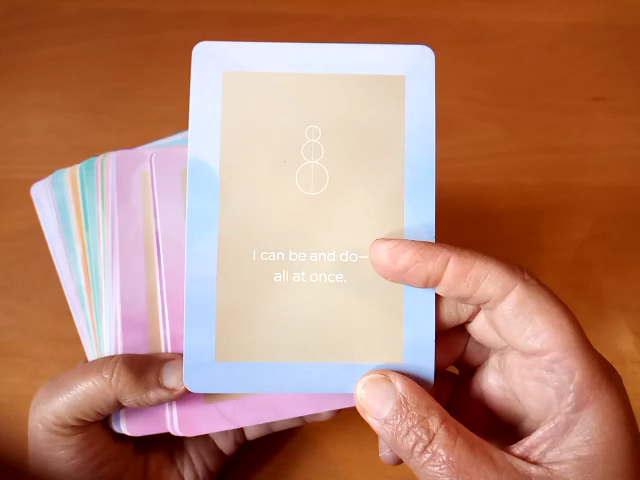 I can be and do—
all at once.